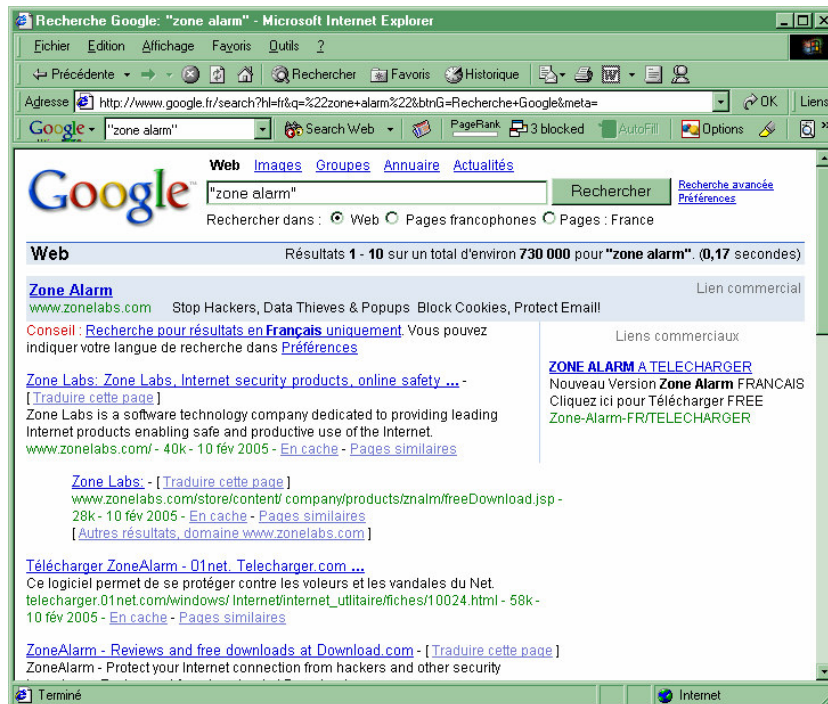 Recherche Google: "zone alarm" - Microsoft Internet Explorer
Fichier Edition Affichage Favoris Outils ?
Précédente Rechercher Favoris Historique
Adresse http://www.google.fr/search?hl=fr&q=%22zone+alarm%22&btnG=Recherche+Google&meta= OK Liens
Google "zone alarm" Search Web PageRank 3 blocked AutoFill Options »
Web Images Groupes Annuaire Actualités
Google™ "zone alarm" Rechercher Recherche avancée
Préférences
Rechercher dans : Web Pages francophones Pages : France
Web Résultats 1 - 10 sur un total d'environ 730 000 pour "zone alarm". (0,17 secondes)
Zone Alarm Lien commercial
www.zonelabs.com Stop Hackers, Data Thieves & Popups Block Cookies, Protect Email!
Conseil : Recherche pour résultats en Français uniquement. Vous pouvez
indiquer votre langue de recherche dans Préférences
Liens commerciaux
ZONE ALARM A TELECHARGER
Nouveau Version Zone Alarm FRANCAIS
Cliquez ici pour Télécharger FREE
Zone-Alarm-FR/TELECHARGER
Zone Labs: Zone Labs, Internet security products, online safety ... -
[ Traduire cette page ]
Zone Labs is a software technology company dedicated to providing leading
Internet products enabling safe and productive use of the Internet.
www.zonelabs.com/ - 40k - 10 fév 2005 - En cache - Pages similaires
Zone Labs: - [ Traduire cette page ]
www.zonelabs.com/store/content/ company/products/znalm/freeDownload.jsp -
28k - 10 fév 2005 - En cache - Pages similaires
[ Autres résultats, domaine www.zonelabs.com ]
Télécharger ZoneAlarm - 01net. Telecharger.com ...
Ce logiciel permet de se protéger contre les voleurs et les vandales du Net.
telecharger.01net.com/windows/ Internet/internet_utlitaire/fiches/10024.html - 58k -
10 fév 2005 - En cache - Pages similaires
ZoneAlarm - Reviews and free downloads at Download.com - [ Traduire cette page ]
ZoneAlarm - Protect your Internet connection from hackers and other security
Terminé Internet